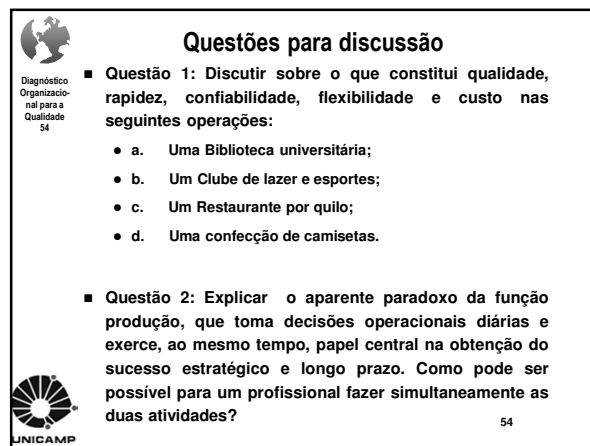 Questões para discussão
Diagnóstico
Organizacio-
nal para a
Qualidade
54
■ Questão 1: Discutir sobre o que constitui qualidade,
rapidez, confiabilidade, flexibilidade e custo nas
seguintes operações:
● a. Uma Biblioteca universitária;
● b. Um Clube de lazer e esportes;
● c. Um Restaurante por quilo;
● d. Uma confecção de camisetas.
■ Questão 2: Explicar o aparente paradoxo da função
produção, que toma decisões operacionais diárias e
exerce, ao mesmo tempo, papel central na obtenção do
sucesso estratégico e longo prazo. Como pode ser
possível para um profissional fazer simultaneamente as
duas atividades?
54
UNICAMP